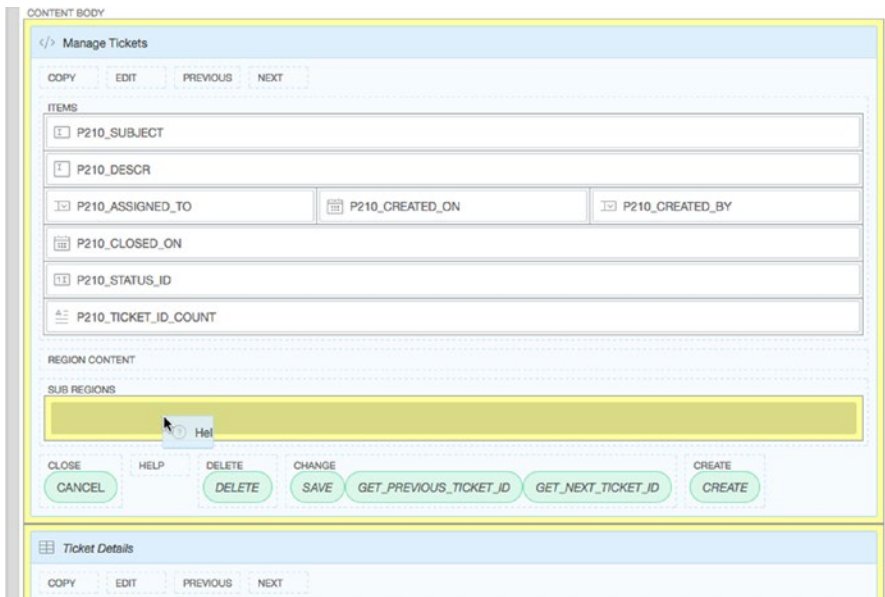 CONTENT BODY
</> Manage Tickets
COPY EDIT PREVIOUS NEXT
ITEMS
P210_SUBJECT
P210_DESCR
P210_ASSIGNED_TO P210_CREATED_ON P210_CREATED_BY
P210_CLOSED_ON
P210_STATUS_ID
P210_TICKET_ID_COUNT
REGION CONTENT
SUB REGIONS
Hel
CLOSE HELP DELETE CHANGE CREATE
CANCEL DELETE SAVE GET_PREVIOUS_TICKET_ID GET_NEXT_TICKET_ID CREATE
Ticket Details
COPY EDIT PREVIOUS NEXT